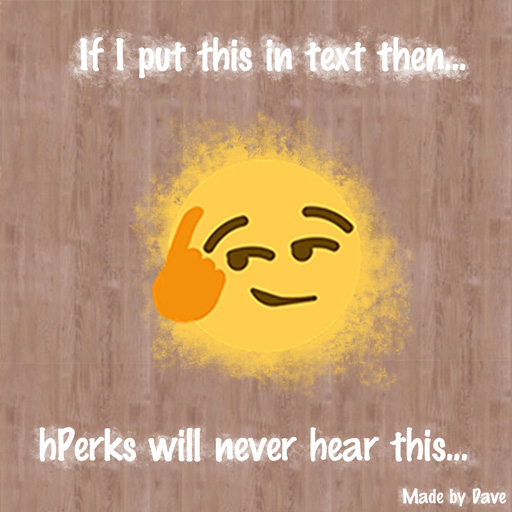 If I put this in text then...
hPerks will never hear this...
Made by Dave